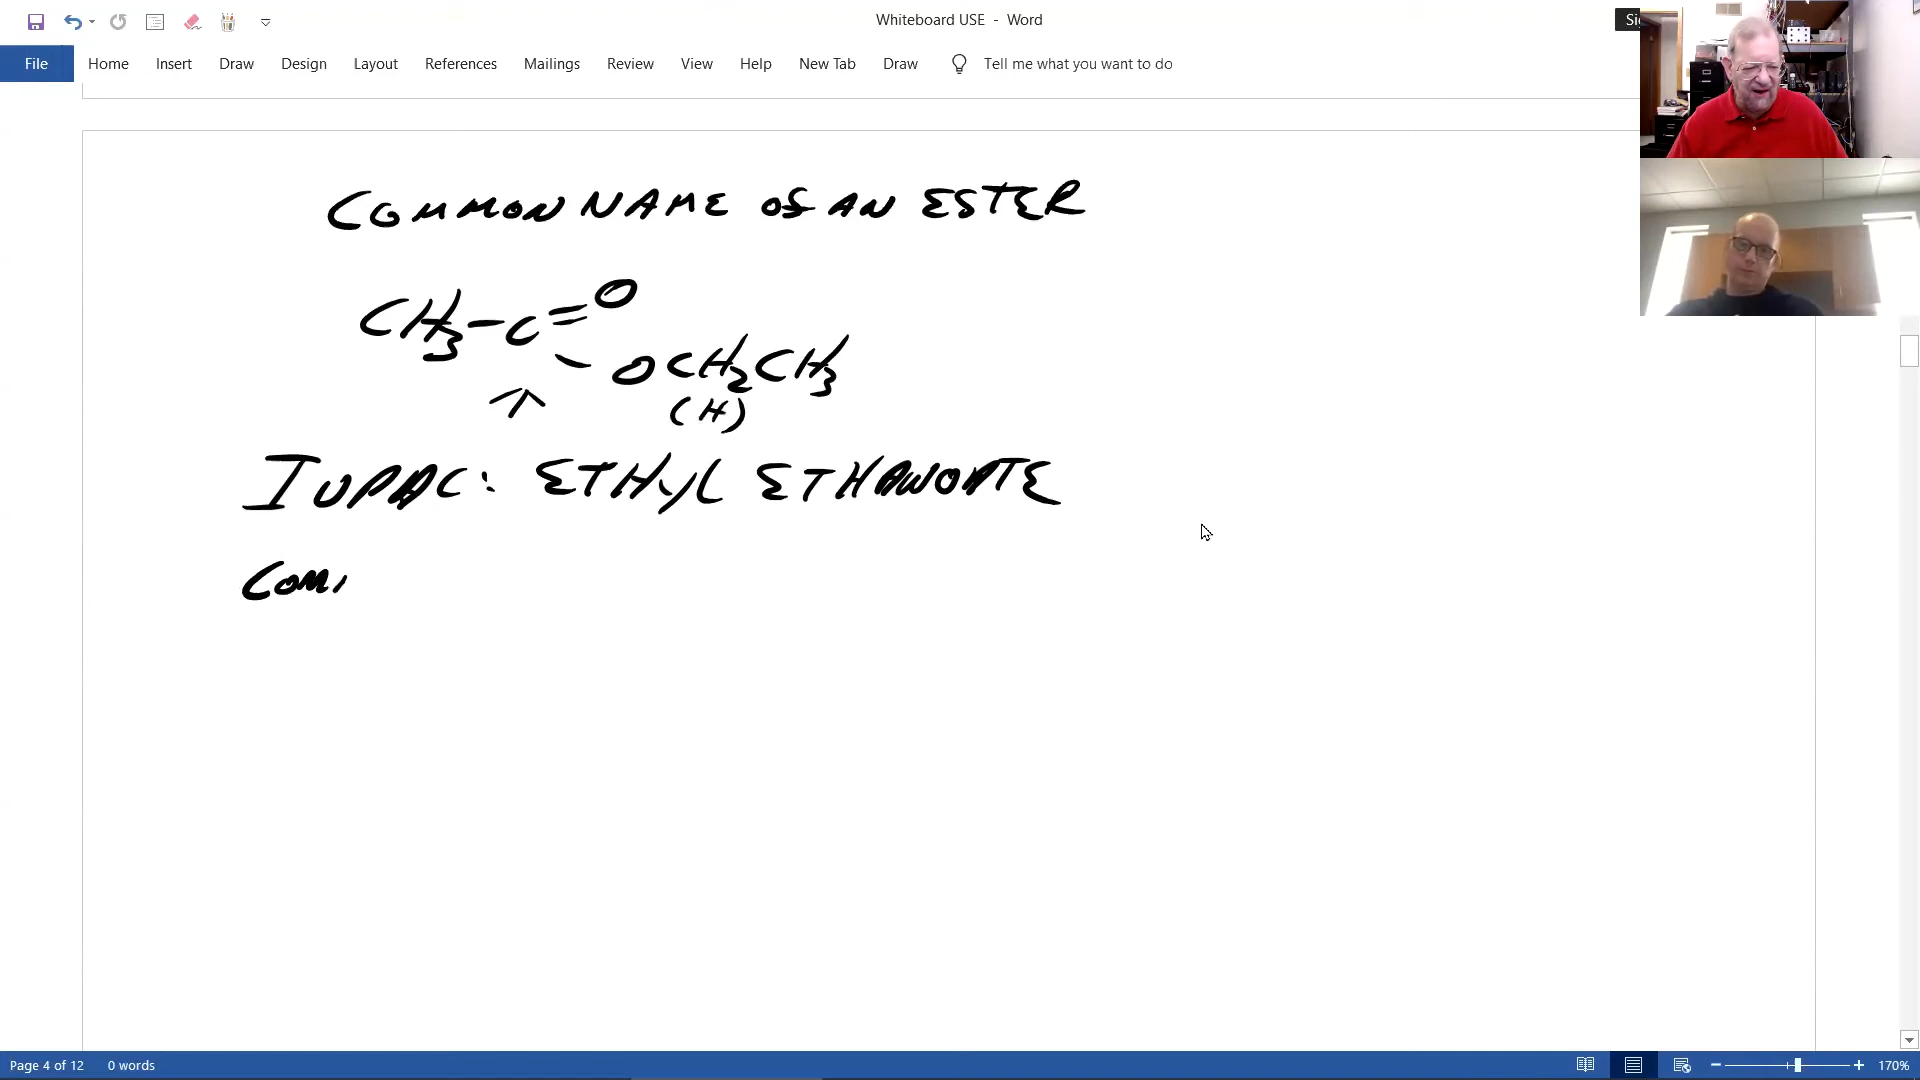 Whiteboard USE - Word
Si
File Home Insert Draw Design Layout References Mailings Review View Help New Tab Draw Tell me what you want to do
COMMON NAME OF AN ESTER
CH3-C=O
OCH2CH3
(H)
IUPAC: ETHYL ETHANOATE
COM
Page 4 of 12 0 words 170%